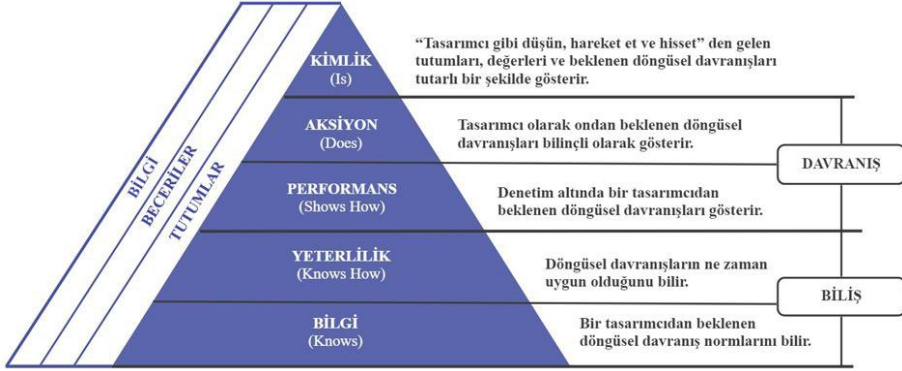 KİMLİK
(Is)
“Tasarımcı gibi düşün, hareket et ve hisset” den gelen
tutumları, değerleri ve beklenen döngüsel davranışları
tutarlı bir şekilde gösterir.
AKSİYON
(Does)
Tasarımcı olarak ondan beklenen döngüsel
davranışları bilinçli olarak gösterir.
PERFORMANS
(Shows How)
Denetim altında bir tasarımcıdan
beklenen döngüsel davranışları gösterir.
YETERLİLİK
(Knows How)
Döngüsel davranışların ne zaman
uygun olduğunu bilir.
BİLGİ
(Knows)
Bir tasarımcıdan beklenen
döngüsel davranış normlarını bilir.
BİLGİ
BECERİLER
TUTUMLAR
DAVRANIŞ
BİLİŞ